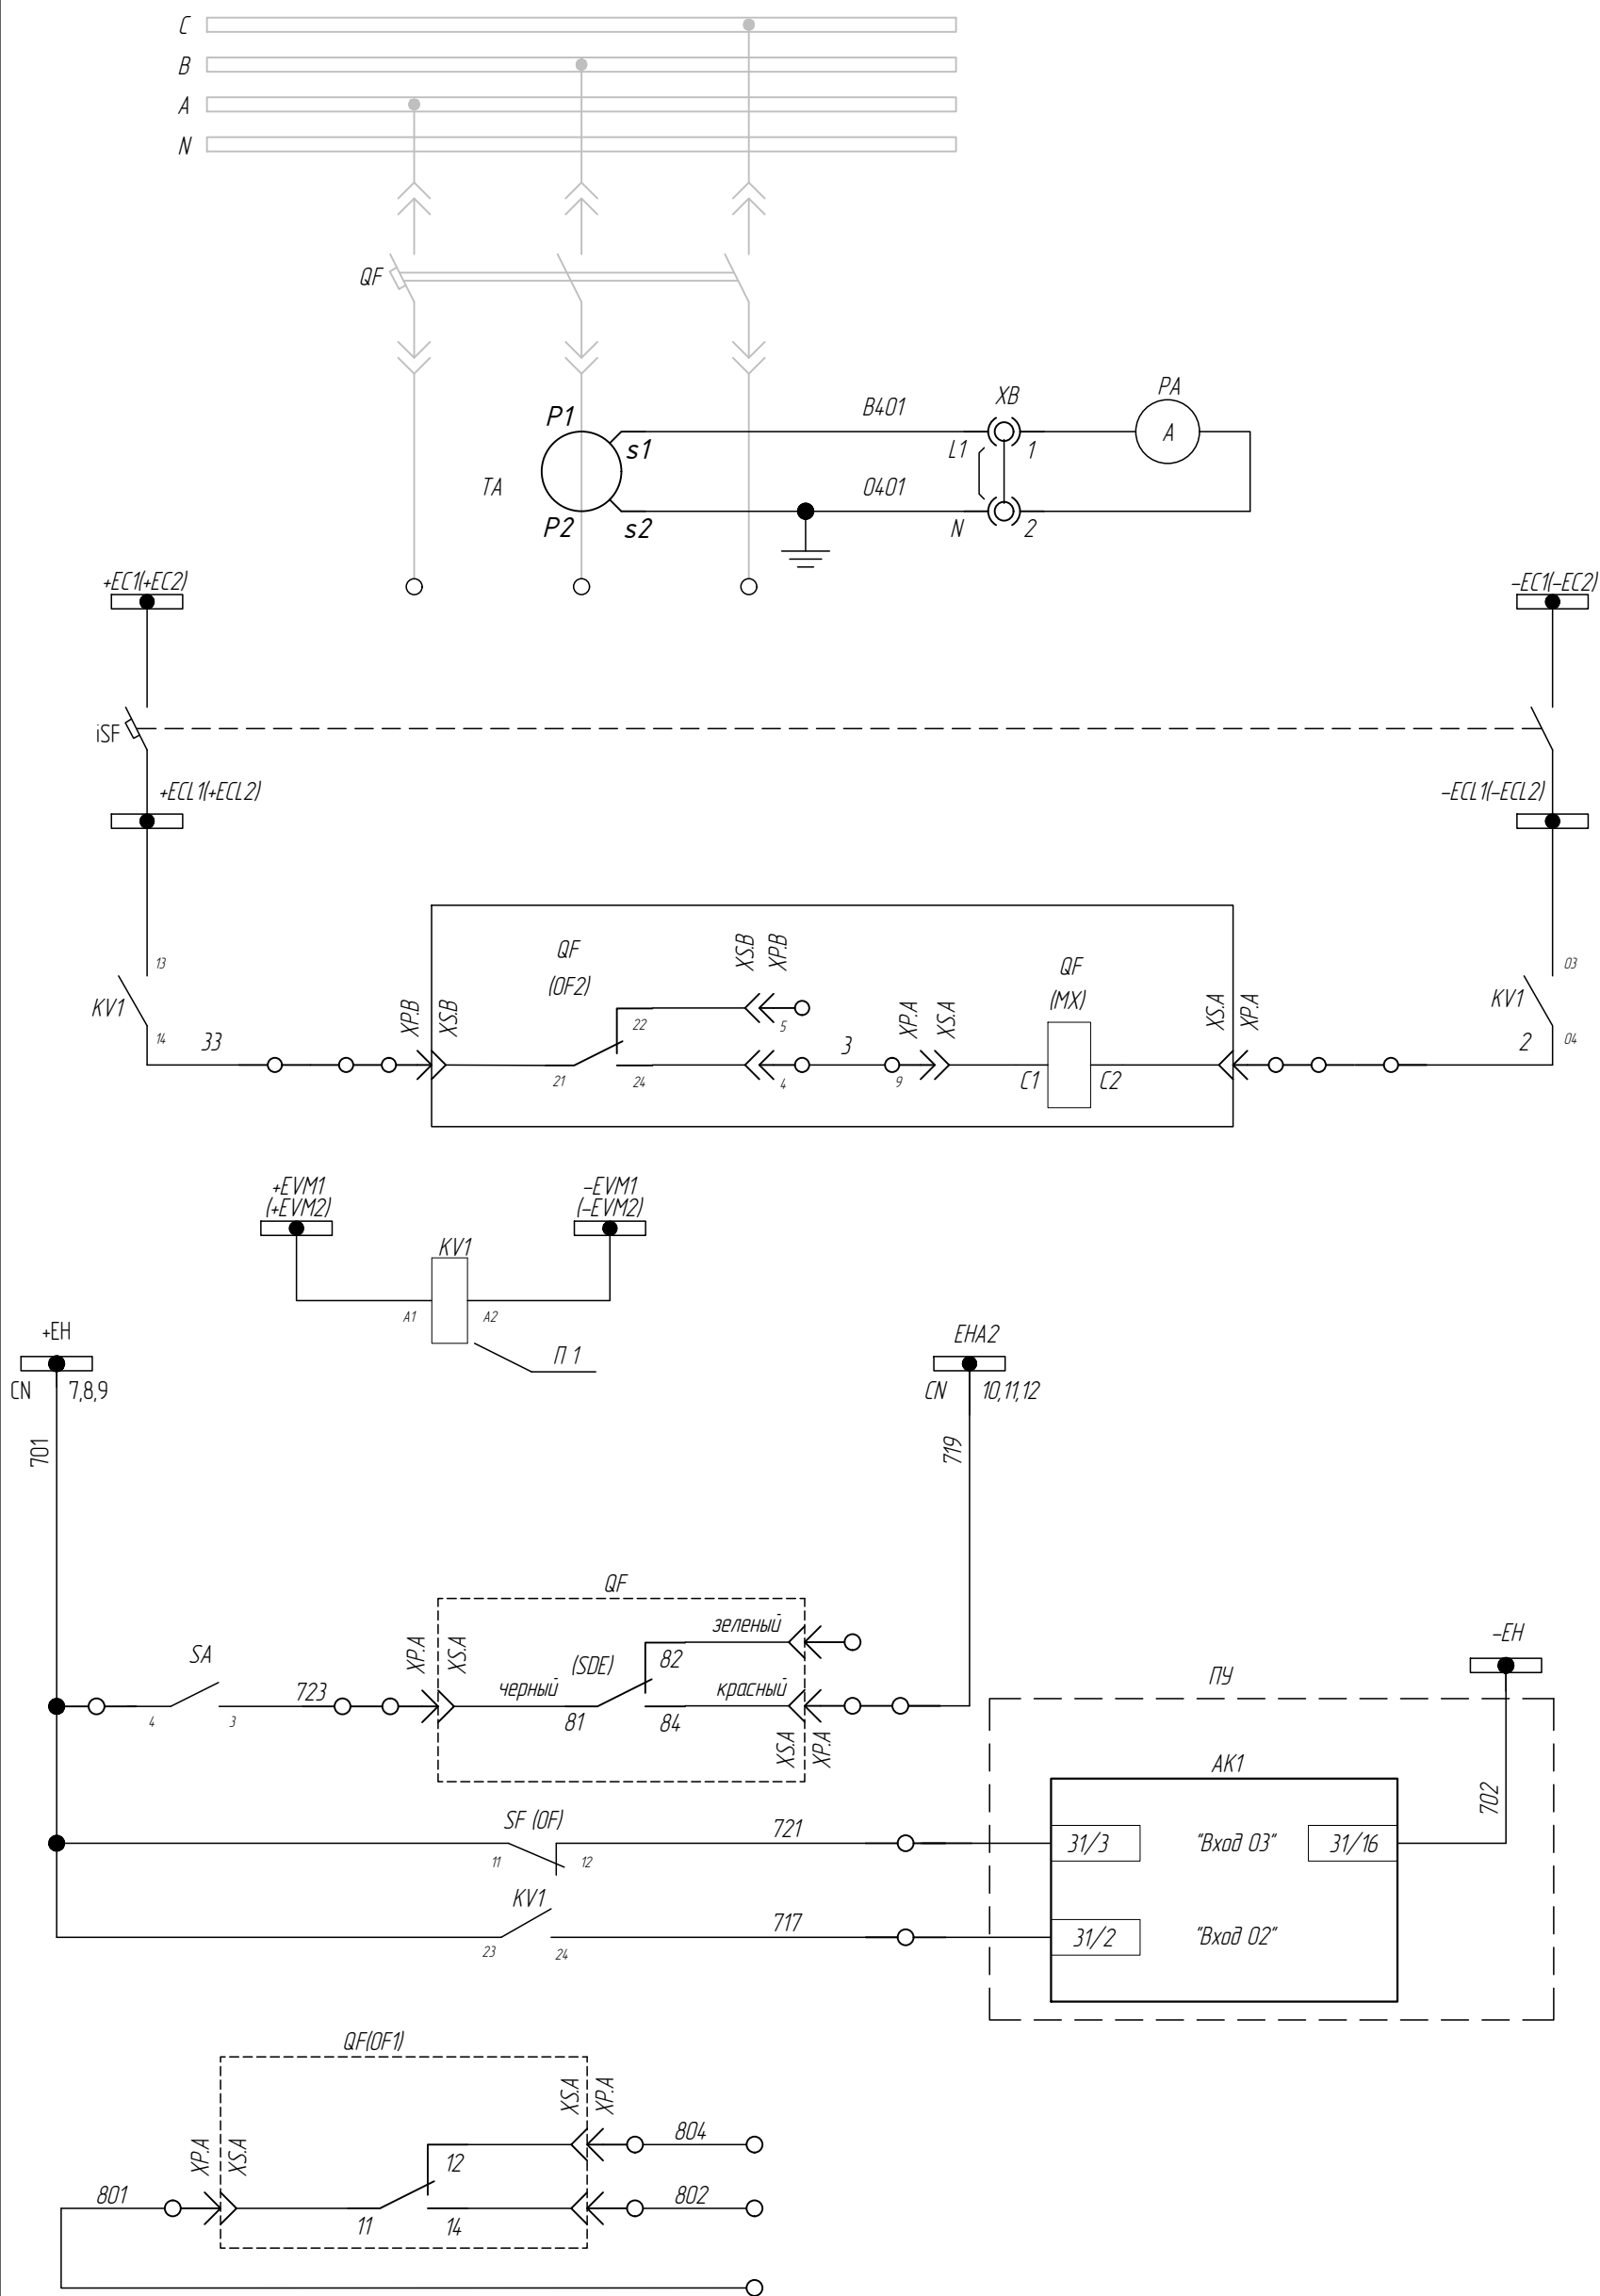 C
B
A
N
QF
P1
s1
TA
P2
s2
B401
0401
XB
L1
1
N
2
PA
A
+EC1(+EC2)
-EC1(-EC2)
iSF
+ECL1(+ECL2)
-ECL1(-ECL2)
13
KV1
14
33
XP.B
XS.B
QF
(OF2)
21
22
24
XS.B
XP.B
5
4
3
9
XP.A
XS.A
QF
(MX)
C1
C2
XS.A
XP.A
03
KV1
2
04
+EVM1
(+EVM2)
-EVM1
(-EVM2)
KV1
A1
A2
П 1
+EH
CN
7,8,9
701
EHA2
CN
10,11,12
719
SA
4
3
723
QF
XP.A
XS.A
черный
(SDE)
81
82
84
зеленый
красный
XS.A
XP.A
-EH
ПУ
702
AK1
SF (OF)
11
12
721
31/3
"Вход 03"
31/16
KV1
23
24
717
31/2
"Вход 02"
QF(OF1)
XP.A
XS.A
801
11
12
14
XS.A
XP.A
804
802